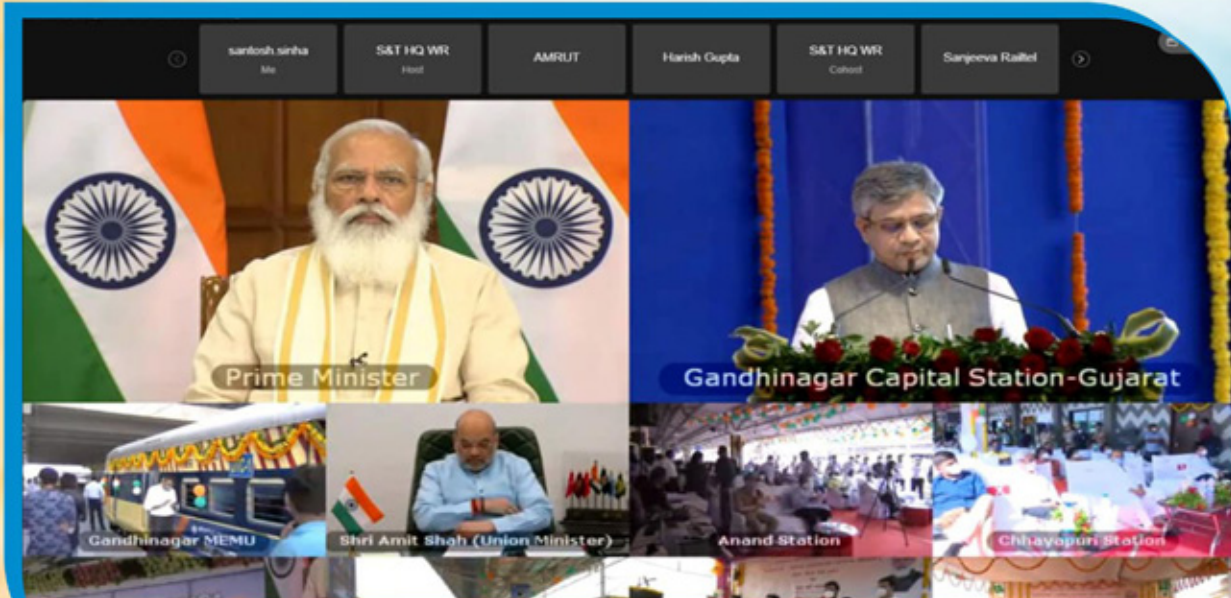 santosh.sinha
Me
S&T HQ WR
Host
AMRUT
Harish Gupta
S&T HQ WR
Cohost
Sanjeeva Railtel
Prime Minister
Gandhinagar Capital Station-Gujarat
Gandhinagar MEMU
Shri Amit Shah (Union Minister)
Anand Station
Chhayapuri Station